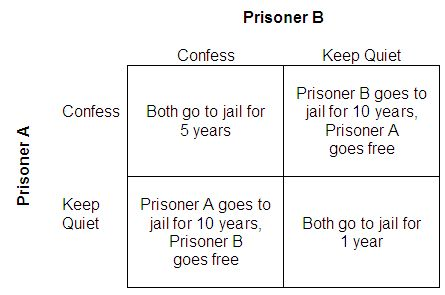 Prisoner B
Confess
Keep Quiet
Prisoner A
Confess
Both go to jail for
5 years
Prisoner B goes to
jail for 10 years,
Prisoner A
goes free
Keep
Quiet
Prisoner A goes to
jail for 10 years,
Prisoner B
goes free
Both go to jail for
1 year